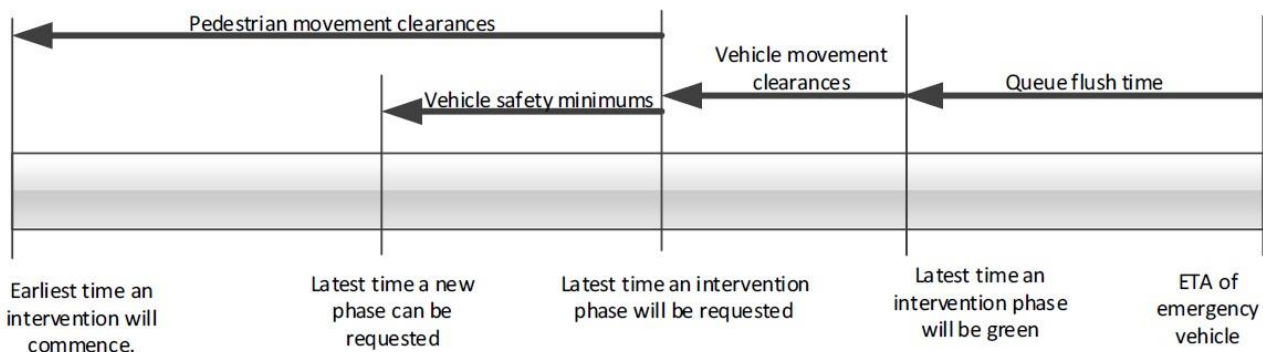 Pedestrian movement clearances
Vehicle movement
clearances
Queue flush time
Vehicle safety minimums
Earliest time an
intervention will
commence.
Latest time a new
phase can be
requested
Latest time an intervention
phase will be requested
Latest time an
intervention phase
will be green
ETA of
emergency
vehicle